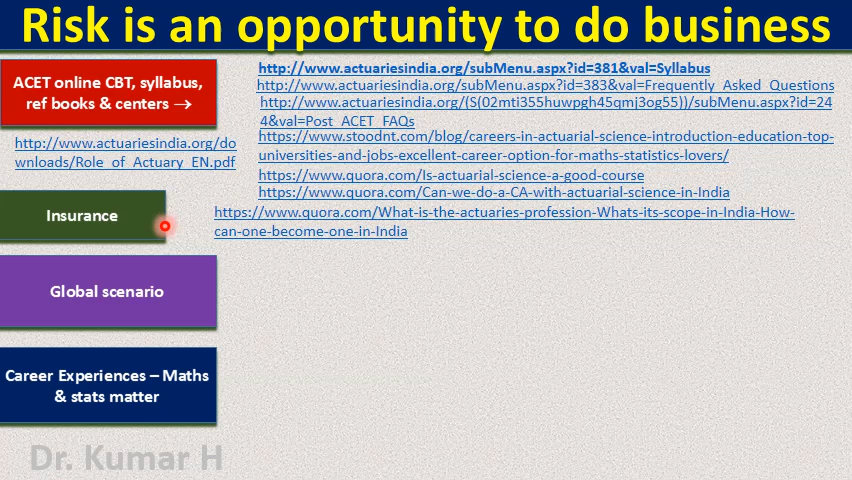 Risk is an opportunity to do business
ACET online CBT, syllabus,
ref books & centers →
http://www.actuariesindia.org/subMenu.aspx?id=381&val=Syllabus
http://www.actuariesindia.org/subMenu.aspx?id=383&val=Frequently_Asked_Questions
http://www.actuariesindia.org/(S(02mti355huwpgh45qmj3og55))/subMenu.aspx?id=24
4&val=Post_ACET_FAQs
https://www.stoodnt.com/blog/careers-in-actuarial-science-introduction-education-top-
universities-and-jobs-excellent-career-option-for-maths-statistics-lovers/
https://www.quora.com/Is-actuarial-science-a-good-course
https://www.quora.com/Can-we-do-a-CA-with-actuarial-science-in-India
http://www.actuariesindia.org/do
wnloads/Role_of_Actuary_EN.pdf
Insurance
https://www.quora.com/What-is-the-actuaries-profession-Whats-its-scope-in-India-How-
can-one-become-one-in-India
Global scenario
Career Experiences – Maths
& stats matter
Dr. Kumar H